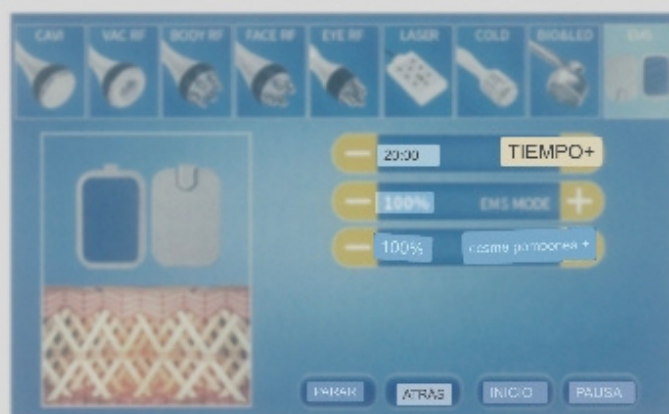 CAVI VAC RF BODY RF FACE RF EYE RF LASER COLD BIO&LED EMS
20:00 TIEMPO+
100% EMS MODE
100%
PARAR ATRAS INICIO PAUSA